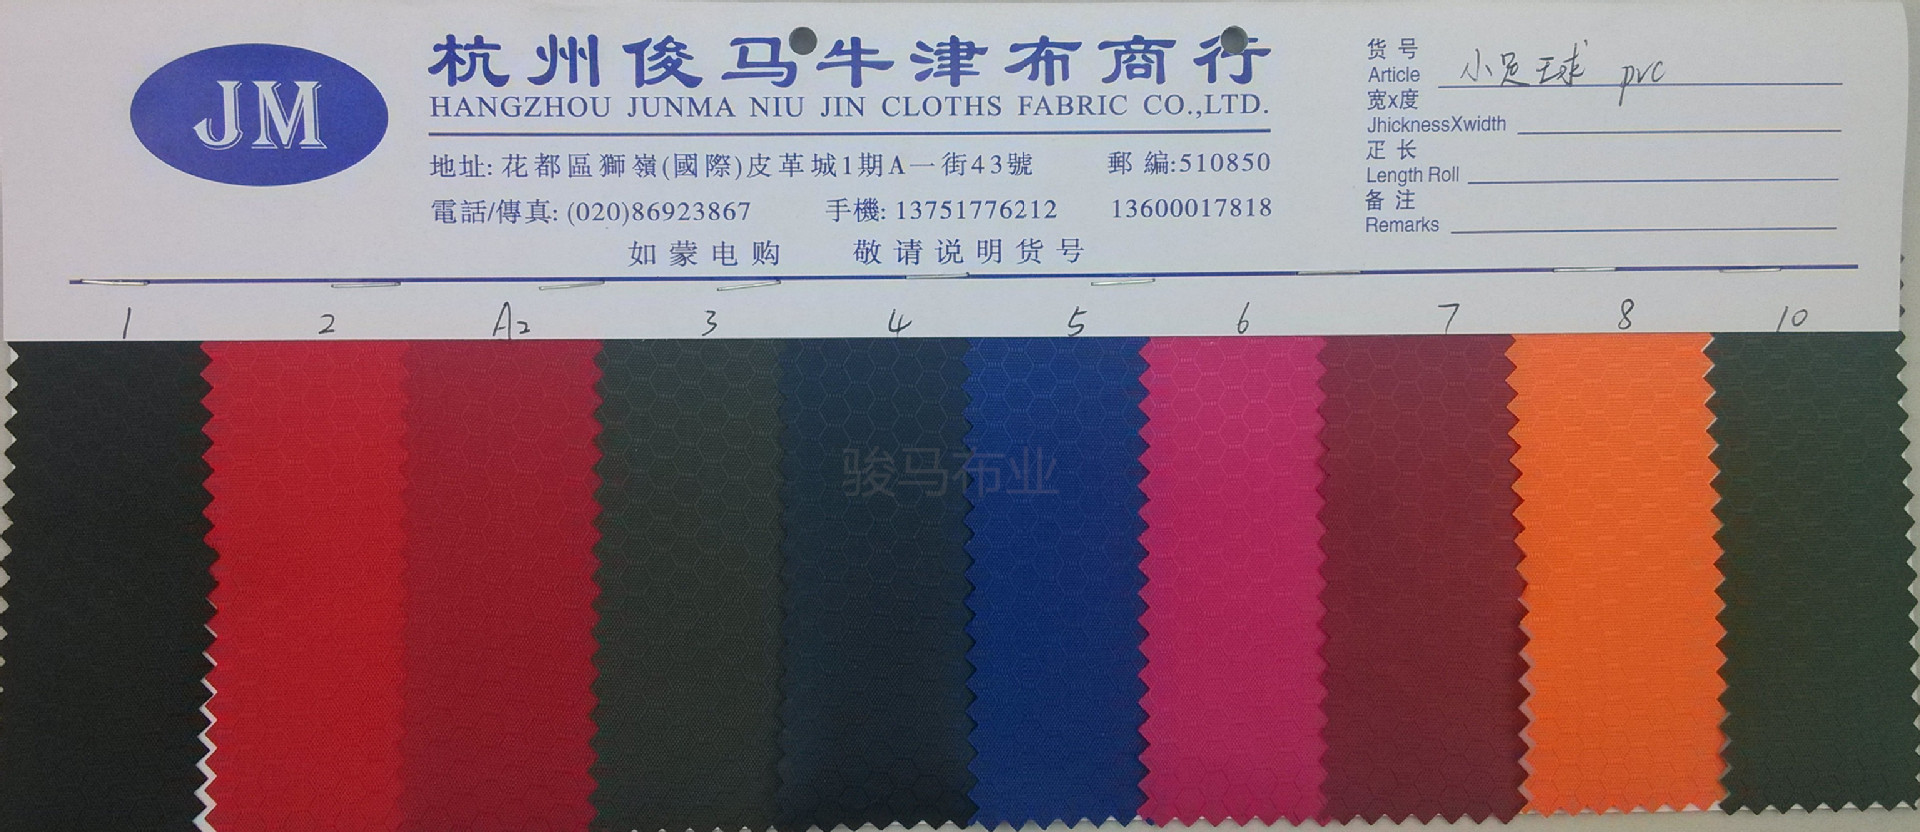 JM
杭州俊马牛津布商行
HANGZHOU JUNMA NIU JIN CLOTHS FABRIC CO.,LTD.
地址: 花都區獅嶺(國際)皮革城1期A一街43號 郵編:510850
電話/傳真: (020)86923867 手機: 13751776212 13600017818
如蒙电购 敬请说明货号
货号
Article 小足球 pvc
宽x度
JhicknessXwidth
疋长
Length Roll
备注
Remarks
1 2 A2 3 4 5 6 7 8 10
骏马布业